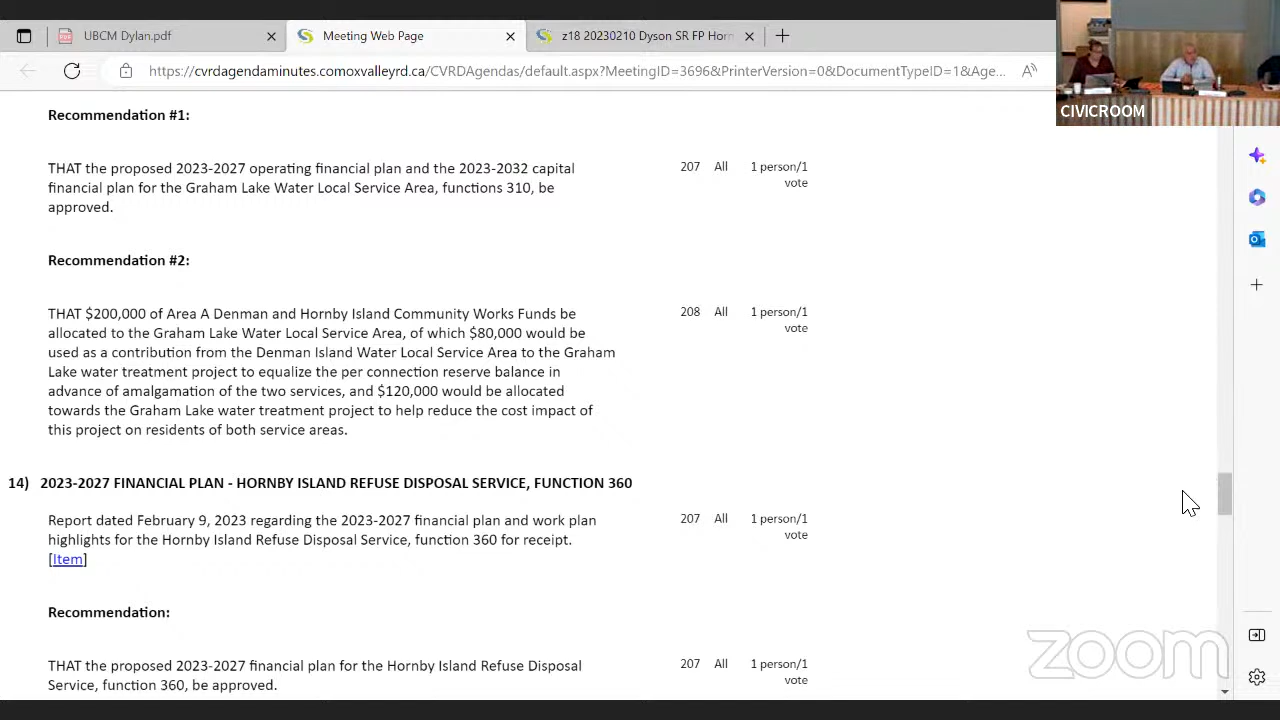 UBCM Dylan.pdf
Meeting Web Page
z18 20230210 Dyson SR FP Horn
https://cvrdagendaminutes.comoxvalleyrd.ca/CVRDAgendas/default.aspx?MeetingID=3696&PrinterVersion=0&DocumentTypeID=1&Age...
CIVICROOM
Recommendation #1:
THAT the proposed 2023-2027 operating financial plan and the 2023-2032 capital 207 All 1 person/1
financial plan for the Graham Lake Water Local Service Area, functions 310, be vote
approved.
Recommendation #2:
THAT $200,000 of Area A Denman and Hornby Island Community Works Funds be 208 All 1 person/1
allocated to the Graham Lake Water Local Service Area, of which $80,000 would be vote
used as a contribution from the Denman Island Water Local Service Area to the Graham
Lake water treatment project to equalize the per connection reserve balance in
advance of amalgamation of the two services, and $120,000 would be allocated
towards the Graham Lake water treatment project to help reduce the cost impact of
this project on residents of both service areas.
14) 2023-2027 FINANCIAL PLAN - HORNBY ISLAND REFUSE DISPOSAL SERVICE, FUNCTION 360
Report dated February 9, 2023 regarding the 2023-2027 financial plan and work plan 207 All 1 person/1
highlights for the Hornby Island Refuse Disposal Service, function 360 for receipt. vote
[Item]
Recommendation:
THAT the proposed 2023-2027 financial plan for the Hornby Island Refuse Disposal 207 All 1 person/1
Service, function 360, be approved. vote
zoom